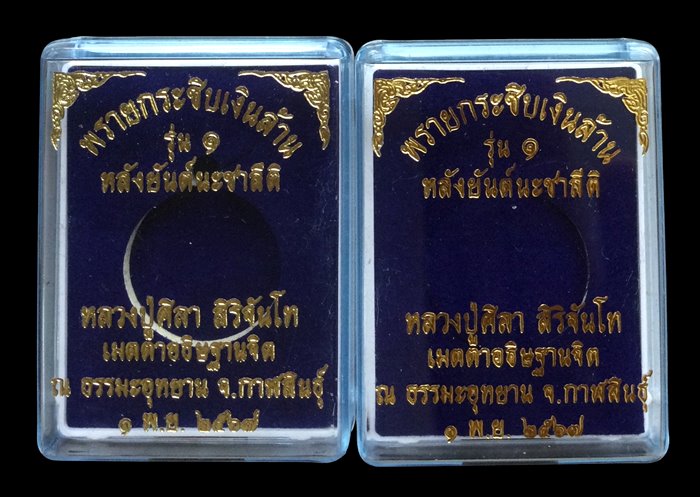 พรายกระซิบเงินล้าน
รุ่น ๑
หลังยันต์นะชาลีติ
หลวงปู่ศิลา สิริจันโท
เมตตาอธิษฐานจิต
ณ ธรรมะอุทยาน จ.กาฬสินธุ์
๑ พ.ย. ๒๕๖๗
พรายกระซิบเงินล้าน
รุ่น ๑
หลังยันต์นะชาลีติ
หลวงปู่ศิลา สิริจันโท
เมตตาอธิษฐานจิต
ณ ธรรมะอุทยาน จ.กาฬสินธุ์
๑ พ.ย. ๒๕๖๗